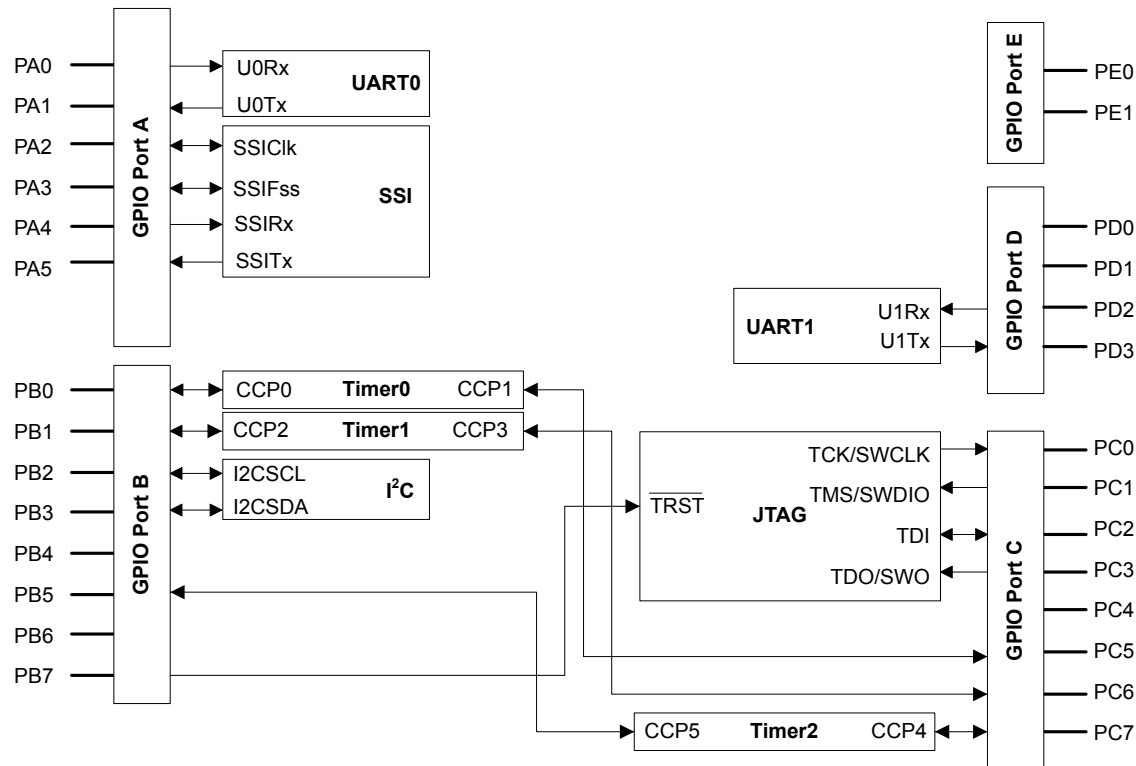 PA0
PA1
PA2
PA3
PA4
PA5
GPIO Port A
U0Rx
U0Tx
UART0
SSIClk
SSIFss
SSIRx
SSITx
SSI
PB0
PB1
PB2
PB3
PB4
PB5
PB6
PB7
GPIO Port B
CCP0 Timer0 CCP1
CCP2 Timer1 CCP3
I2CSCL
I2CSDA
I²C
GPIO Port E
PE0
PE1
GPIO Port D
PD0
PD1
PD2
PD3
UART1
U1Rx
U1Tx
TRST
JTAG
TCK/SWCLK
TMS/SWDIO
TDI
TDO/SWO
GPIO Port C
PC0
PC1
PC2
PC3
PC4
PC5
PC6
PC7
CCP5 Timer2 CCP4